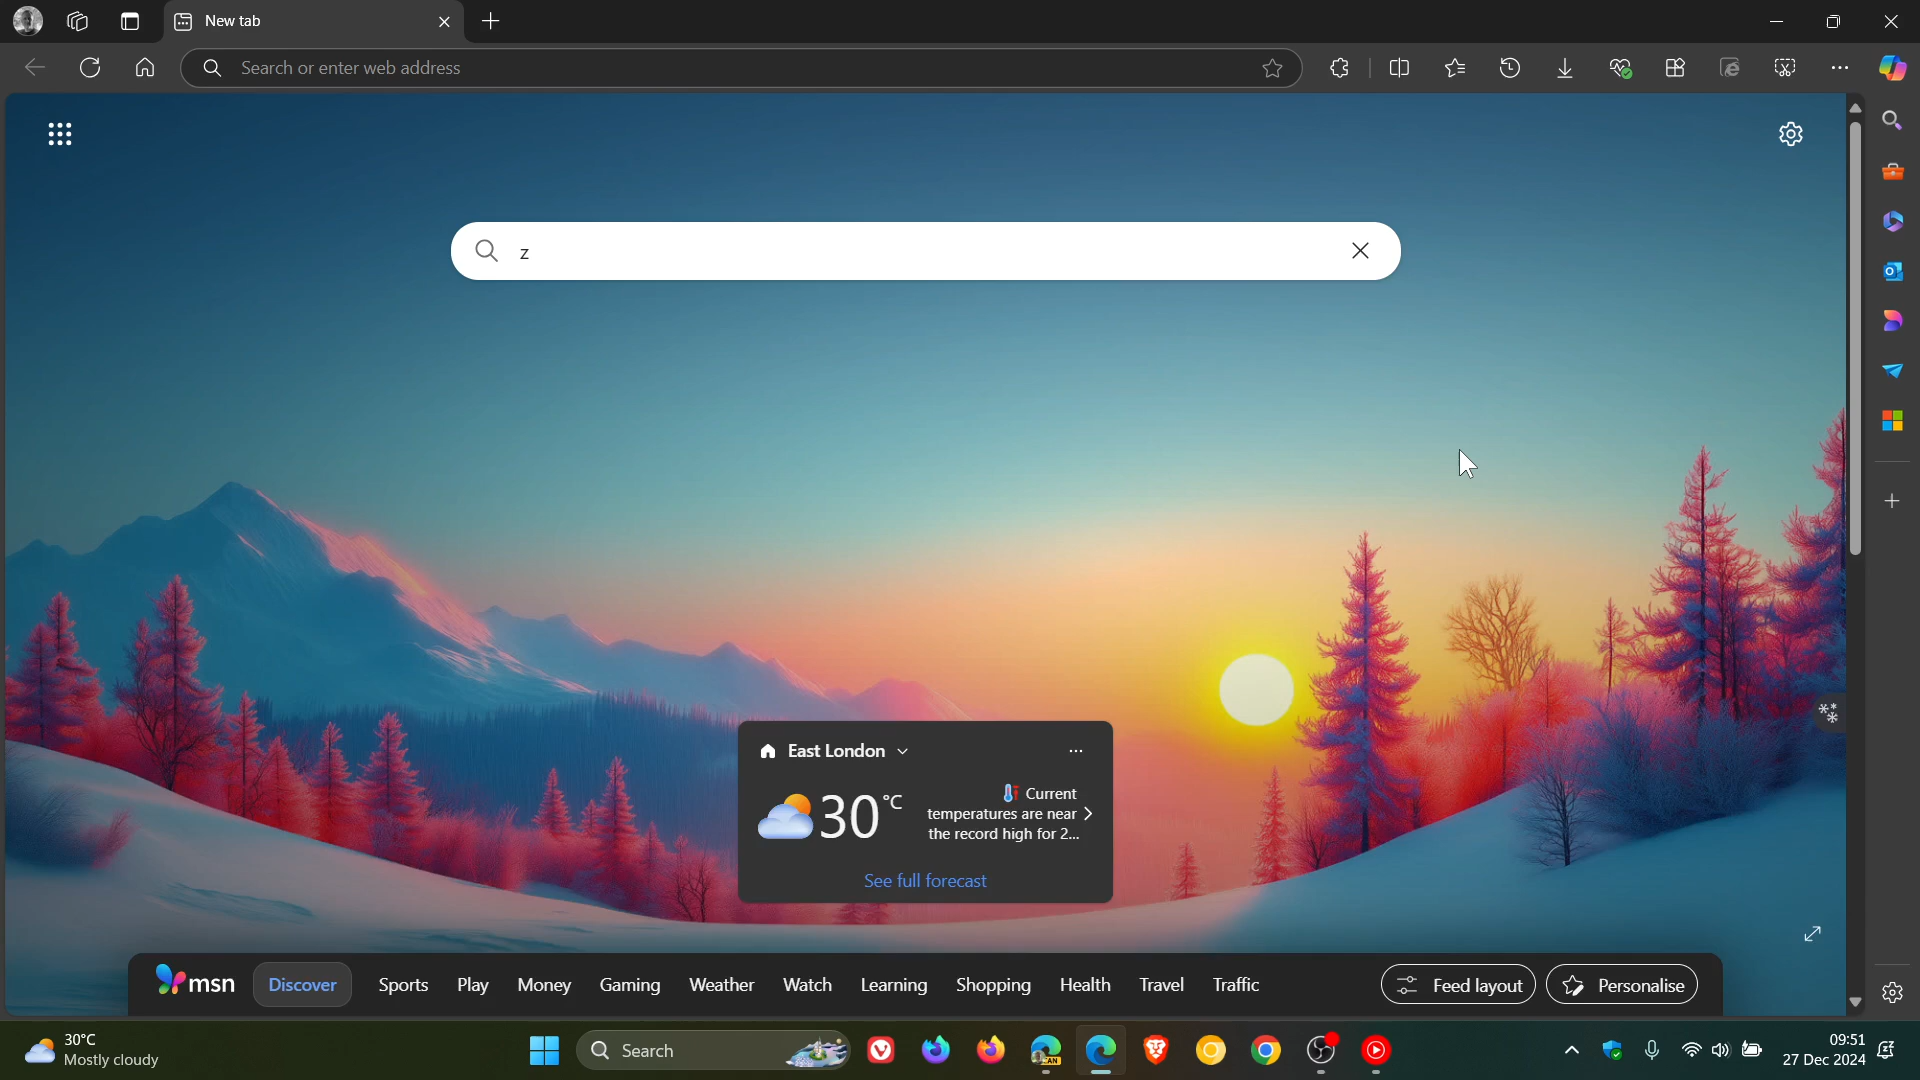 New tab
Search or enter web address
z
East London
30°C
Current
temperatures are near
the record high for 2...
See full forecast
msn
Discover
Sports
Play
Money
Gaming
Weather
Watch
Learning
Shopping
Health
Travel
Traffic
Feed layout
Personalise
30°C
Mostly cloudy
Search
CAN
09:51
27 Dec 2024